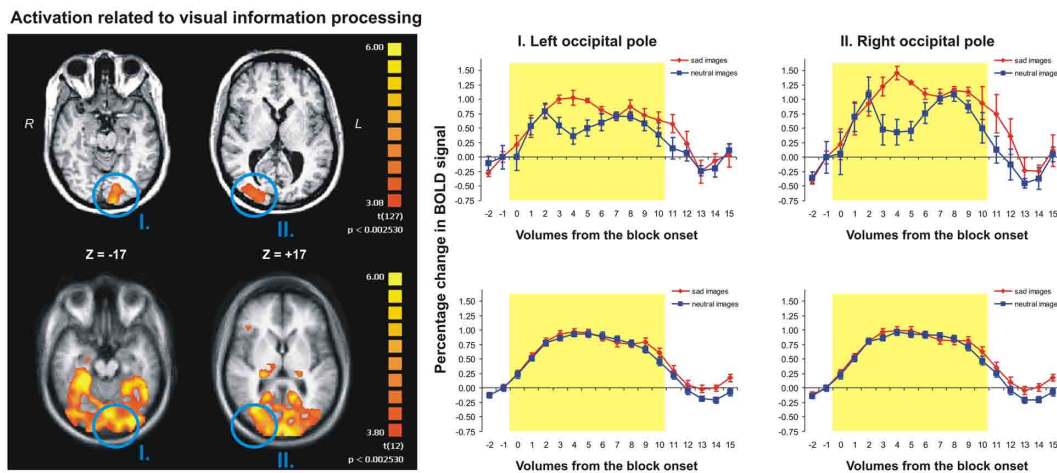 Activation related to visual information processing
R
L
6.00
3.08
t(127)
p < 0.002530
I.
II.
Z = -17
Z = +17
6.00
3.80
t(12)
p < 0.002530
I.
II.
Percentage change in BOLD signal
I. Left occipital pole
sad images
neutral images
1.50
1.25
1.00
0.75
0.50
0.25
0.00
-0.25
-0.50
-0.75
-2 -1 0 1 2 3 4 5 6 7 8 9 10 11 12 13 14 15
Volumes from the block onset
II. Right occipital pole
sad images
neutral images
1.50
1.25
1.00
0.75
0.50
0.25
0.00
-0.25
-0.50
-0.75
-2 -1 0 1 2 3 4 5 6 7 8 9 10 11 12 13 14 15
Volumes from the block onset
sad images
neutral images
1.50
1.25
1.00
0.75
0.50
0.25
0.00
-0.25
-0.50
-0.75
-2 -1 0 1 2 3 4 5 6 7 8 9 10 11 12 13 14 15
Volumes from the block onset
sad images
neutral images
1.50
1.25
1.00
0.75
0.50
0.25
0.00
-0.25
-0.50
-0.75
-2 -1 0 1 2 3 4 5 6 7 8 9 10 11 12 13 14 15
Volumes from the block onset